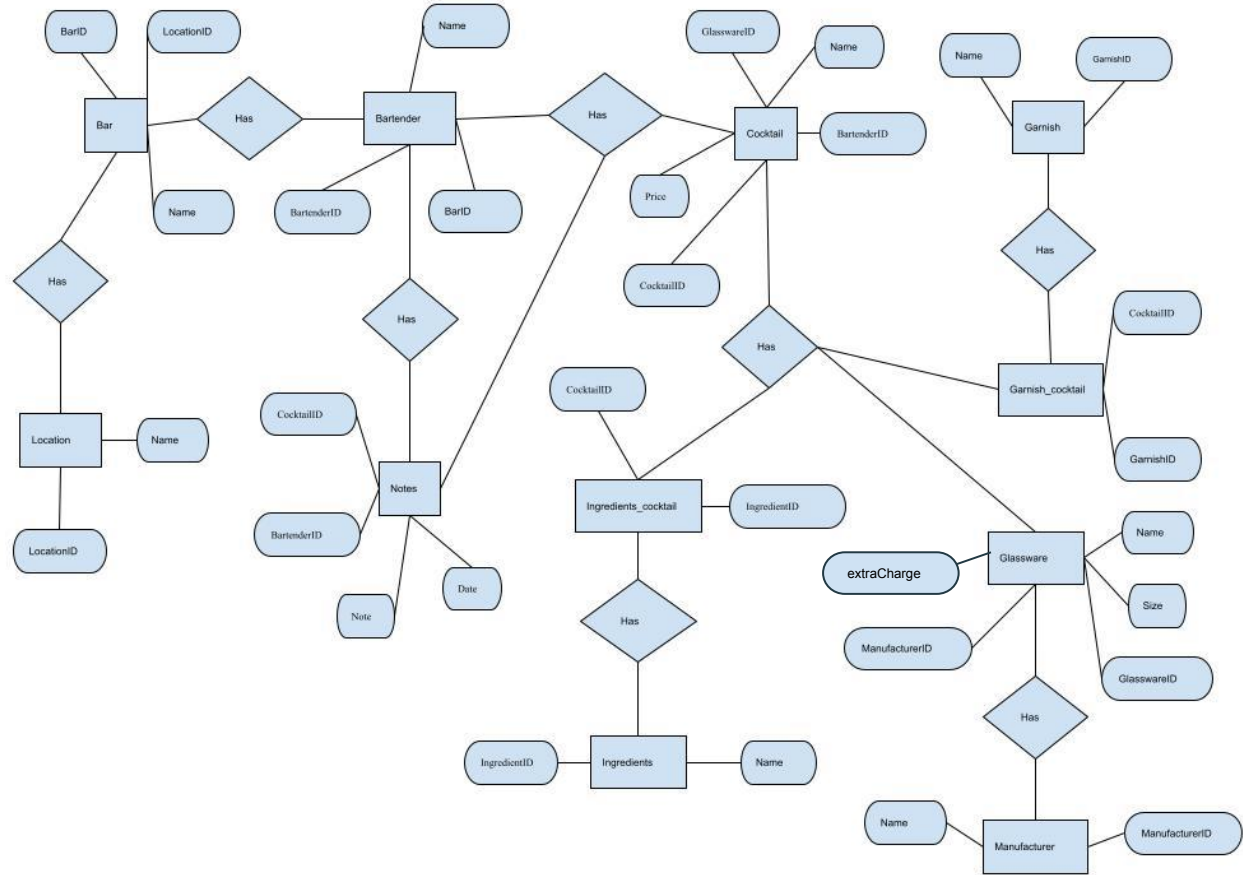 Name
GlasswareID
BarID
LocationID
Name
Name
GarnishID
Has
Bar
Bartender
Has
Cocktail
BartenderID
Garnish
Name
BartenderID
BarID
Price
Has
Has
CocktailID
Has
CocktailID
Has
CocktailID
Garnish_cocktail
CocktailID
Location
Name
GarnishID
Notes
Ingredients_cocktail
IngredientID
BartenderID
Name
LocationID
Glassware
extraCharge
Date
Size
Note
Has
ManufacturerID
GlasswareID
Has
IngredientID
Ingredients
Name
Name
ManufacturerID
Manufacturer